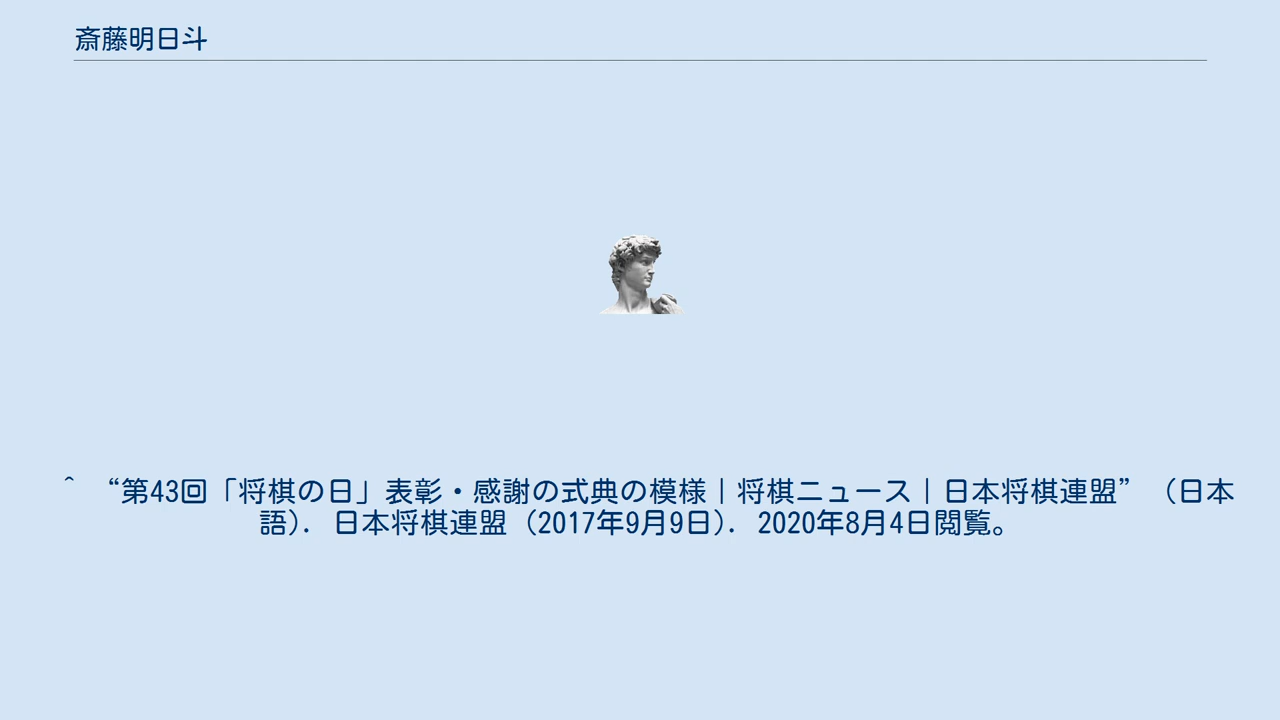 斎藤明日斗
^ “第43回「将棋の日」表彰・感謝の式典の模様｜将棋ニュース｜日本将棋連盟” （日本
語）. 日本将棋連盟 （2017年9月9日）. 2020年8月4日閲覧。